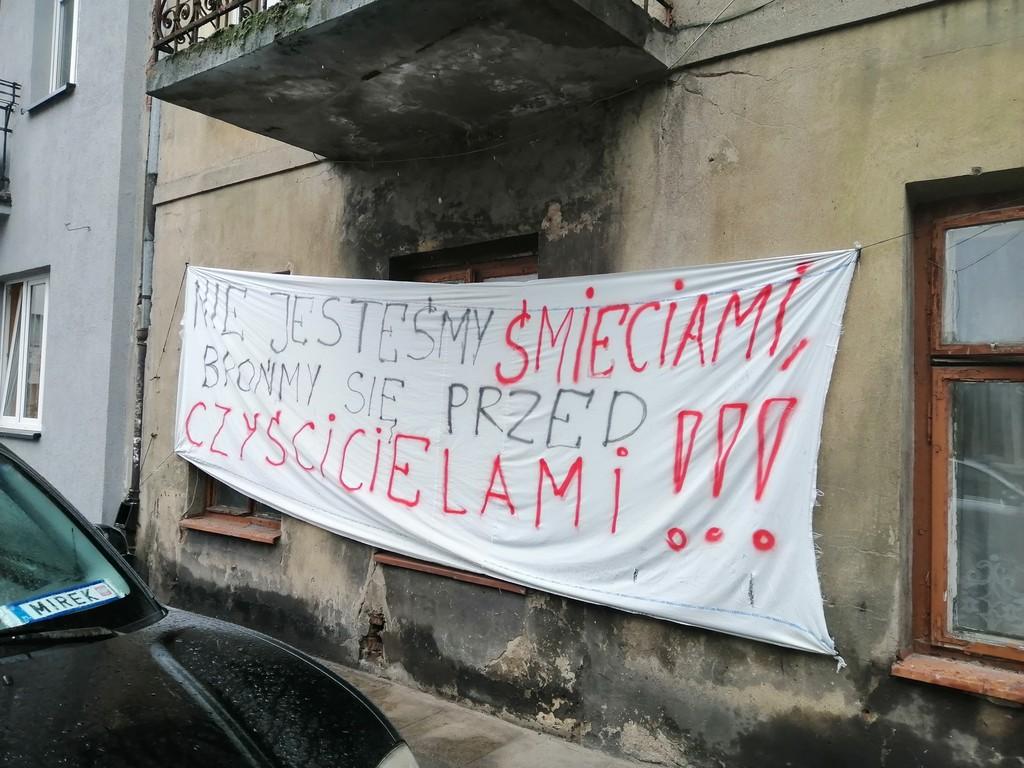 NIE JESTEŚMY ŚMIECIAMI,
BROŃMY SIĘ PRZED
CZYŚCICIELAMI !!!
MIREK